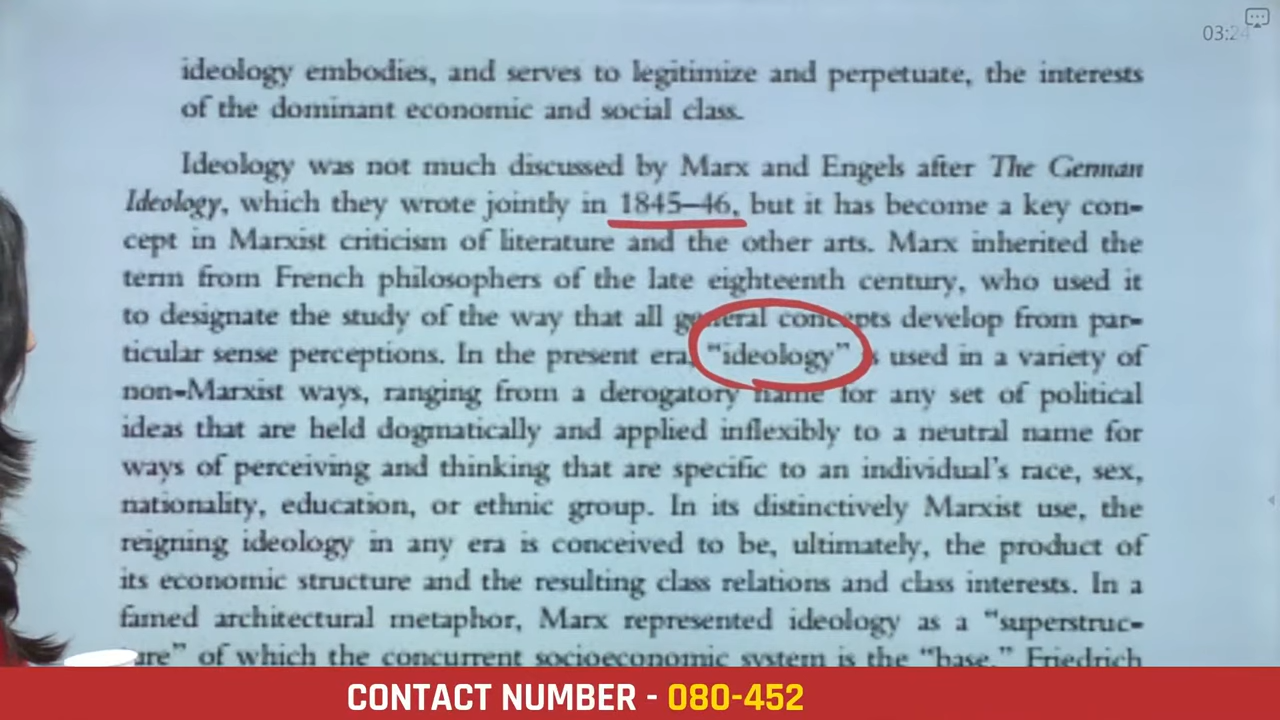 03:24
ideology embodies, and serves to legitimize and perpetuate, the interests
of the dominant economic and social class.
Ideology was not much discussed by Marx and Engels after The German
Ideology, which they wrote jointly in 1845–46, but it has become a key con-
cept in Marxist criticism of literature and the other arts. Marx inherited the
term from French philosophers of the late eighteenth century, who used it
to designate the study of the way that all general concepts develop from par-
ticular sense perceptions. In the present era, “ideology” is used in a variety of
non-Marxist ways, ranging from a derogatory name for any set of political
ideas that are held dogmatically and applied inflexibly to a neutral name for
ways of perceiving and thinking that are specific to an individual's race, sex,
nationality, education, or ethnic group. In its distinctively Marxist use, the
reigning ideology in any era is conceived to be, ultimately, the product of
its economic structure and the resulting class relations and class interests. In a
famed architectural metaphor, Marx represented ideology as a “superstruc-
ture” of which the concurrent socioeconomic system is the “base.” Friedrich
CONTACT NUMBER - 080-452